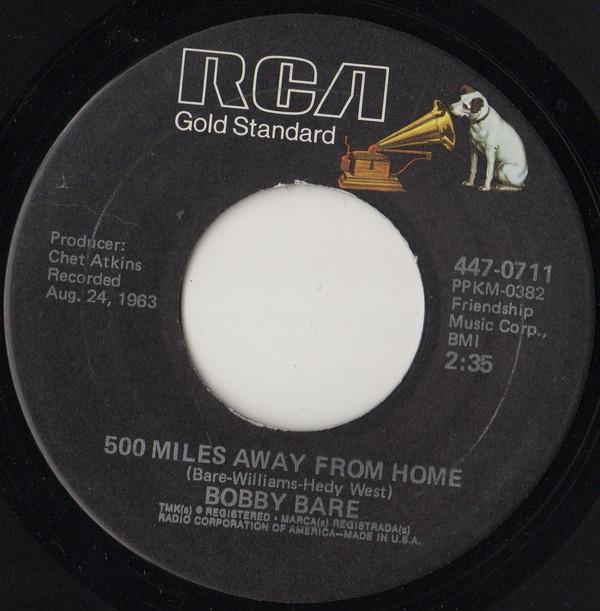 RCA
Gold Standard
Producer:
Chet Atkins
Recorded
Aug. 24, 1963
447-0711
PPKM-0382
Friendship
Music Corp.,
BMI
2:35
500 MILES AWAY FROM HOME
(Bare-Williams-Hedy West)
BOBBY BARE
TMK(s) ® REGISTERED • MARCA(s) REGISTRADA(s)
RADIO CORPORATION OF AMERICA—MADE IN U.S.A.